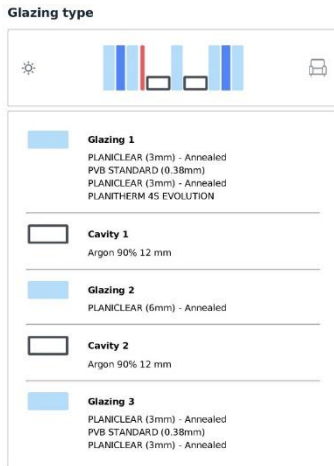 Glazing type
Glazing 1
PLANICLEAR (3mm) - Annealed
PVB STANDARD (0.38mm)
PLANICLEAR (3mm) - Annealed
PLANITHERM 4S EVOLUTION
Cavity 1
Argon 90% 12 mm
Glazing 2
PLANICLEAR (6mm) - Annealed
Cavity 2
Argon 90% 12 mm
Glazing 3
PLANICLEAR (3mm) - Annealed
PVB STANDARD (0.38mm)
PLANICLEAR (3mm) - Annealed